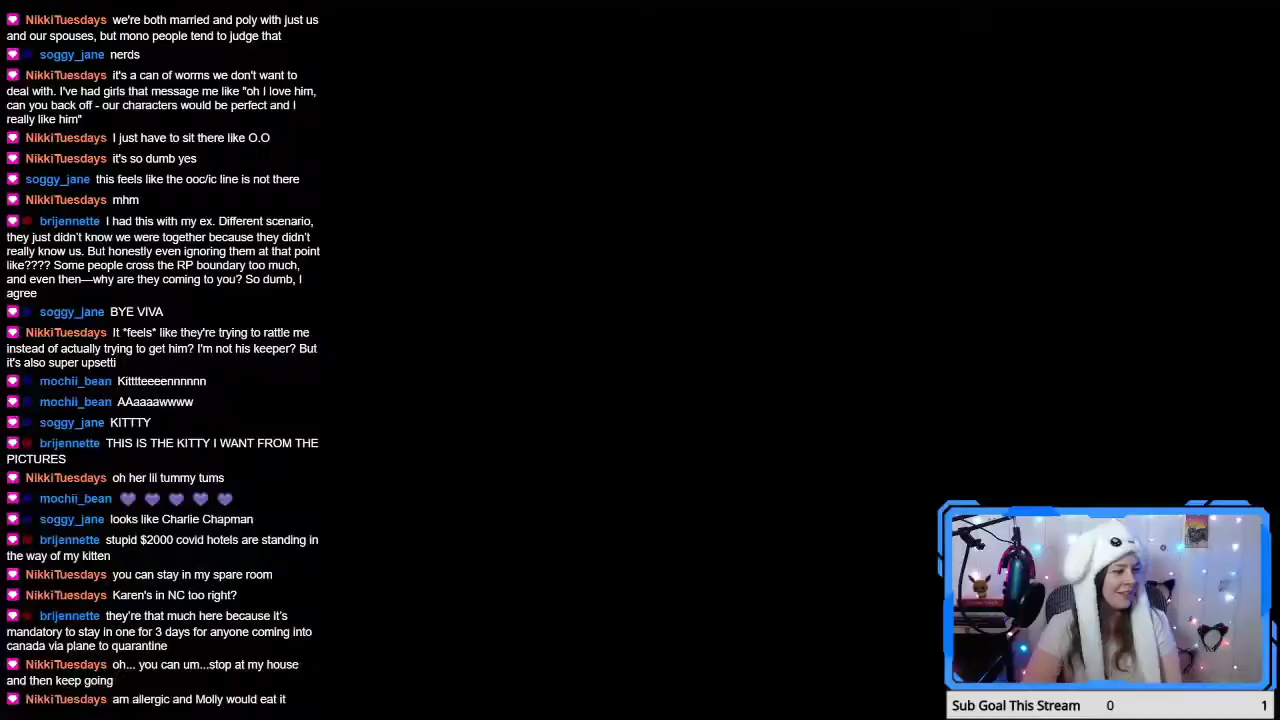 NikkiTuesdays we're both married and poly with just us
and our spouses, but mono people tend to judge that
soggy_jane nerds
NikkiTuesdays it's a can of worms we don't want to
deal with. I've had girls that message me like "oh I love him,
can you back off - our characters would be perfect and I
really like him"
NikkiTuesdays I just have to sit there like O.O
NikkiTuesdays it's so dumb yes
soggy_jane this feels like the ooc/ic line is not there
NikkiTuesdays mhm
brijennette I had this with my ex. Different scenario,
they just didn't know we were together because they didn't
really know us. But honestly even ignoring them at that point
like???? Some people cross the RP boundary too much,
and even then—why are they coming to you? So dumb, I
agree
soggy_jane BYE VIVA
NikkiTuesdays It *feels* like they're trying to rattle me
instead of actually trying to get him? I'm not his keeper? But
it's also super upsetti
mochii_bean Kitttteeeennnnnn
mochii_bean AAaaaawwww
soggy_jane KITTTY
brijennette THIS IS THE KITTY I WANT FROM THE
PICTURES
NikkiTuesdays oh her lil tummy tums
mochii_bean
soggy_jane looks like Charlie Chapman
brijennette stupid $2000 covid hotels are standing in
the way of my kitten
NikkiTuesdays you can stay in my spare room
NikkiTuesdays Karen's in NC too right?
brijennette they're that much here because it's
mandatory to stay in one for 3 days for anyone coming into
canada via plane to quarantine
NikkiTuesdays oh... you can um...stop at my house
and then keep going
NikkiTuesdays am allergic and Molly would eat it
Sub Goal This Stream 0 1